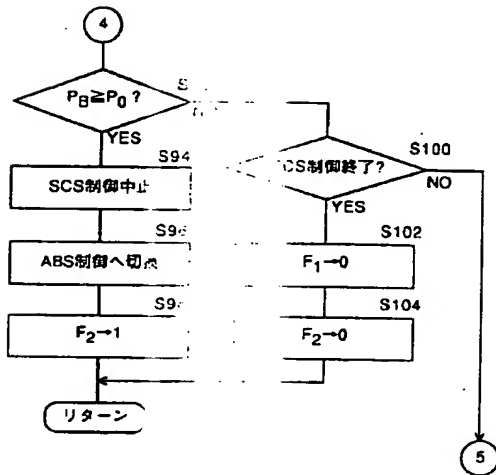 4
P_B≧P_0?
YES
S94
SCS制御中止
ABS制御へ
F_2→1
リターン
CS制御終了?
S100
NO
YES
S102
F_1→0
S104
F_2→0
5